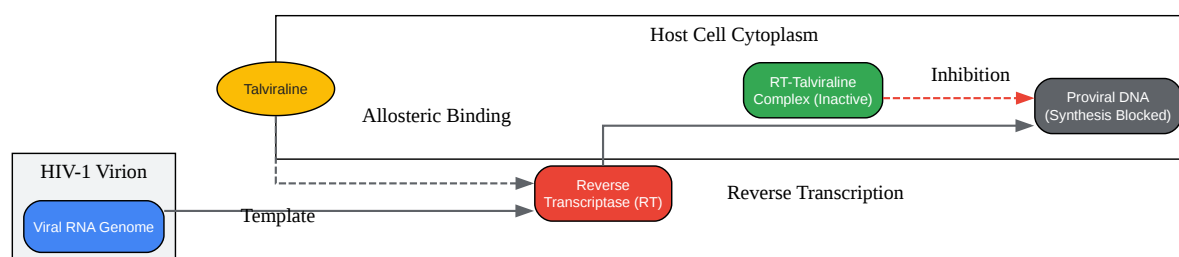 Host Cell Cytoplasm
Talviraline
RT-Talviraline
Complex (Inactive)
Inhibition
Proviral DNA
(Synthesis Blocked)
Allosteric Binding
HIV-1 Virion
Viral RNA Genome
Template
Reverse
Transcriptase (RT)
Reverse Transcription